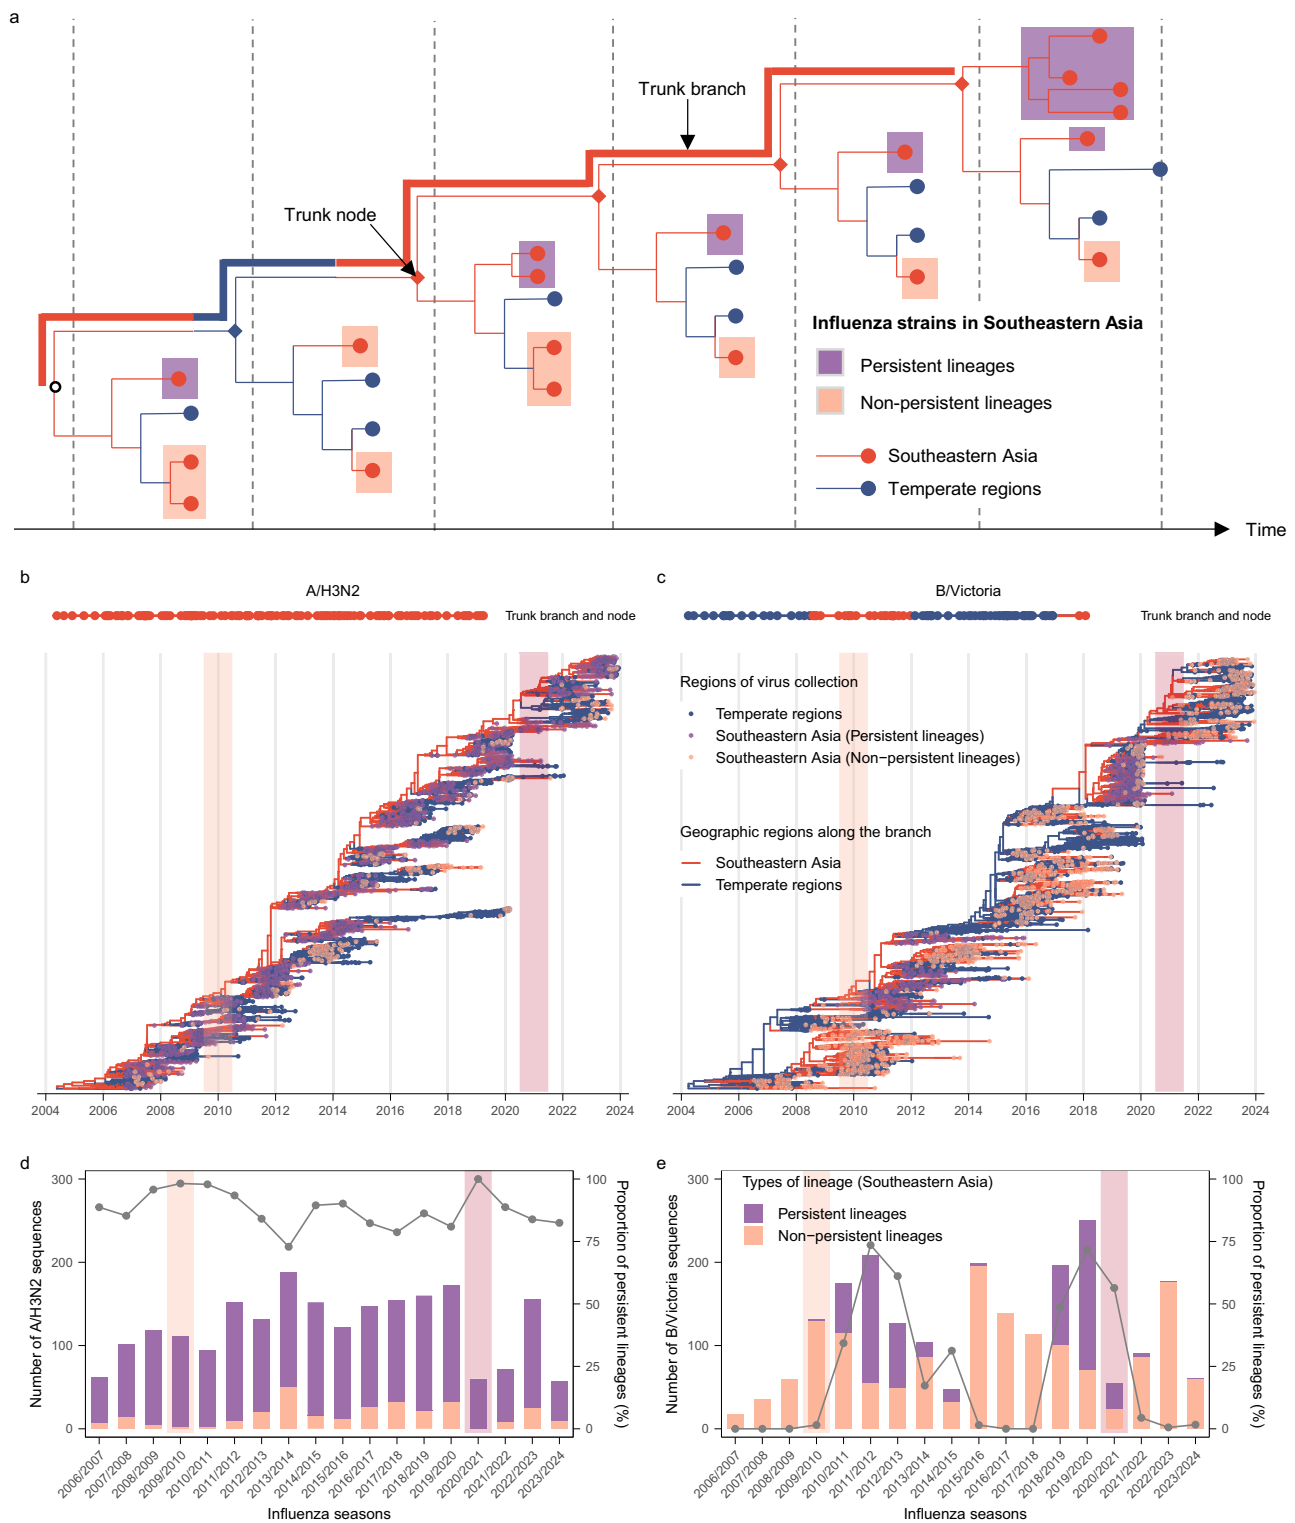 a
Trunk branch
Trunk node
Influenza strains in Southeastern Asia
Persistent lineages
Non-persistent lineages
Southeastern Asia
Temperate regions
Time
b
A/H3N2
Trunk branch and node
2004 2006 2008 2010 2012 2014 2016 2018 2020 2022 2024
c
B/Victoria
Trunk branch and node
Regions of virus collection
Temperate regions
Southeastern Asia (Persistent lineages)
Southeastern Asia (Non−persistent lineages)
Geographic regions along the branch
Southeastern Asia
Temperate regions
2004 2006 2008 2010 2012 2014 2016 2018 2020 2022 2024
d
Number of A/H3N2 sequences
300
200
100
0
100
75
50
25
0
Proportion of persistent lineages (%)
2006/2007 2007/2008 2008/2009 2009/2010 2010/2011 2011/2012 2012/2013 2013/2014 2014/2015 2015/2016 2016/2017 2017/2018 2018/2019 2019/2020 2020/2021 2021/2022 2022/2023 2023/2024
Influenza seasons
e
Number of B/Victoria sequences
300
200
100
0
Types of lineage (Southeastern Asia)
Persistent lineages
Non−persistent lineages
100
75
50
25
0
Proportion of persistent lineages (%)
2006/2007 2007/2008 2008/2009 2009/2010 2010/2011 2011/2012 2012/2013 2013/2014 2014/2015 2015/2016 2016/2017 2017/2018 2018/2019 2019/2020 2020/2021 2021/2022 2022/2023 2023/2024
Influenza seasons